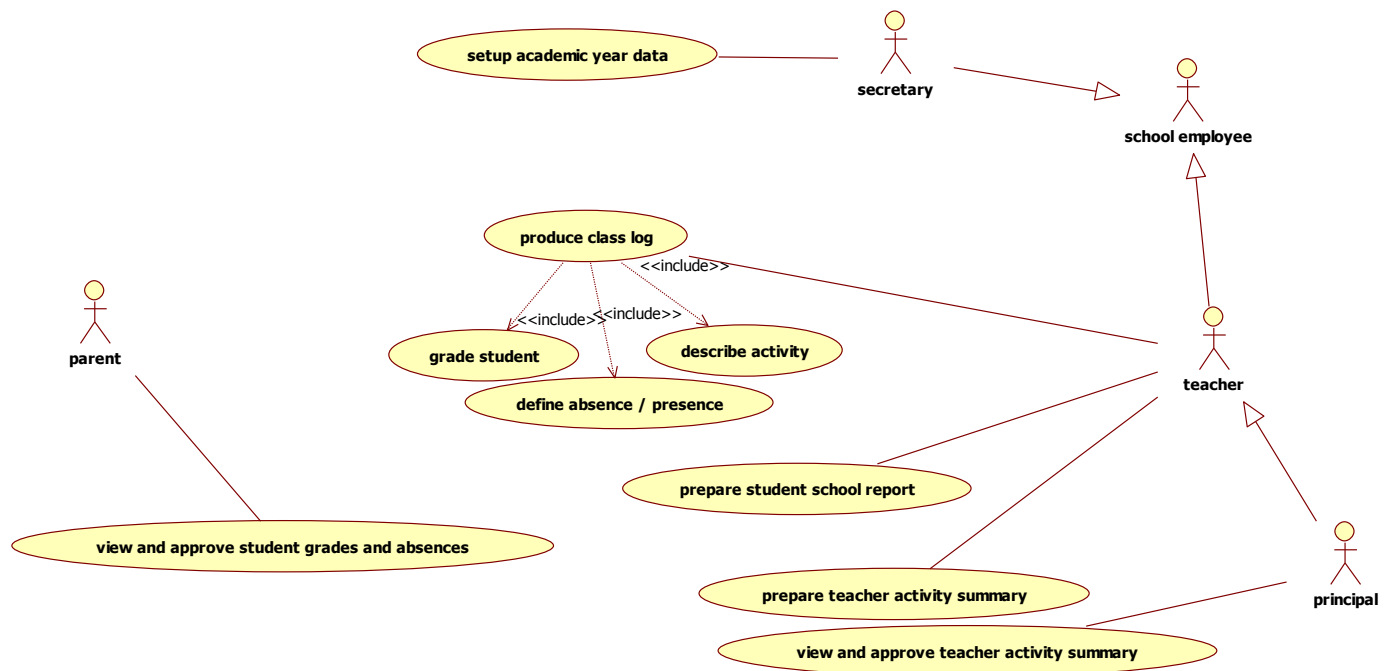 setup academic year data
secretary
school employee
produce class log
<<include>>
<<include>>
<<include>>
grade student
describe activity
define absence / presence
parent
teacher
prepare student school report
view and approve student grades and absences
prepare teacher activity summary
principal
view and approve teacher activity summary